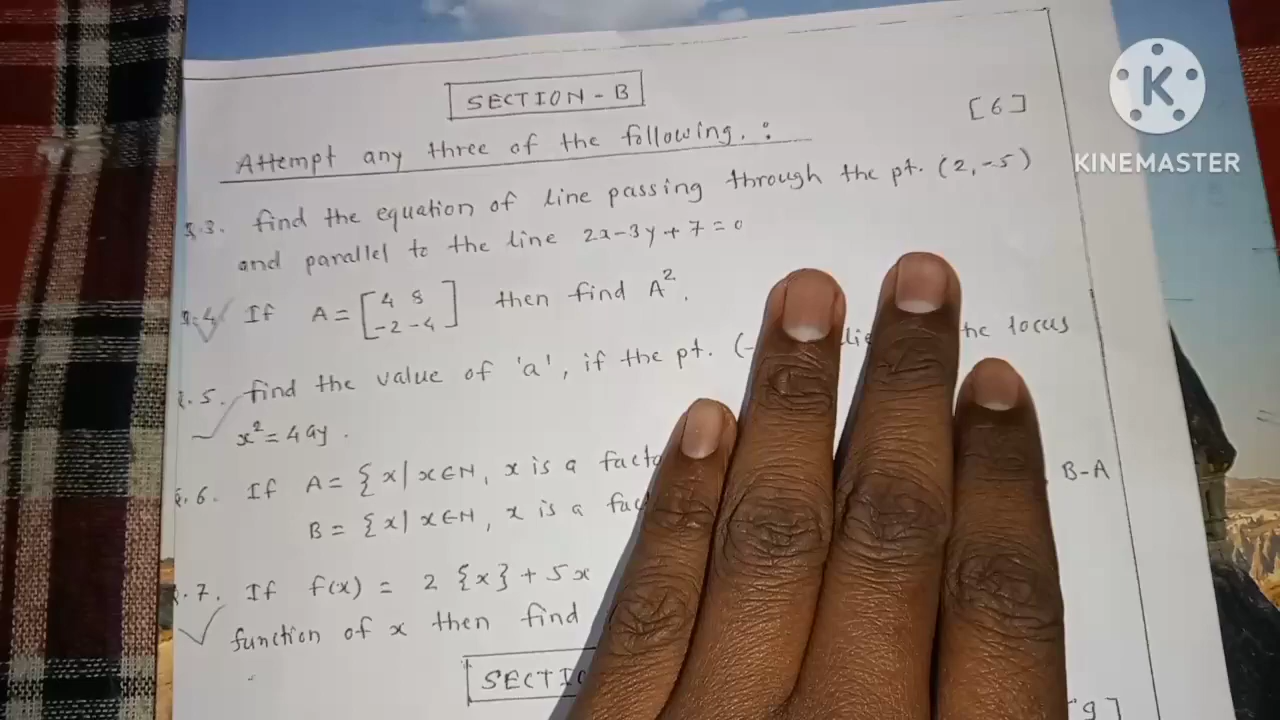 SECTION - B
[6]
Attempt any three of the following. :
Q.3. find the equation of line passing through the pt. (2, -5)
and parallel to the line 2x-3y+7=0
Q.4. If A = [4 8 -2 -4] then find A².
Q.5. find the value of 'a', if the pt. (- the locus
x² = 4ay.
Q.6. If A = {x| x∈N, x is a B-A
B = {x| x∈N, x is a
Q.7. If f(x) = 2 {x} + 5x
function of x then find
K
KINEMASTER